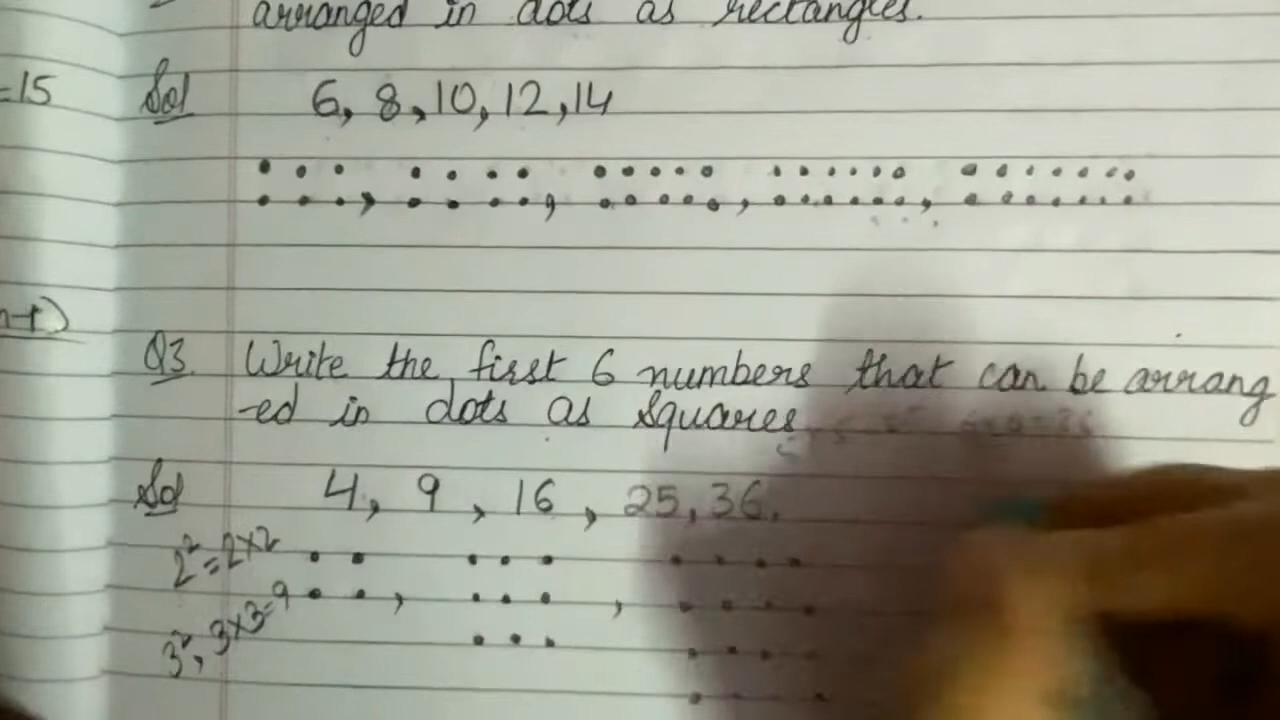 arranged in dots as rectangles.
=15
Sol 6, 8, 10, 12, 14
Q3. Write the first 6 numbers that can be arrang
-ed in dots as squares
Sol 4, 9, 16, 25, 36.
2²=2×2
3², 3×3=9